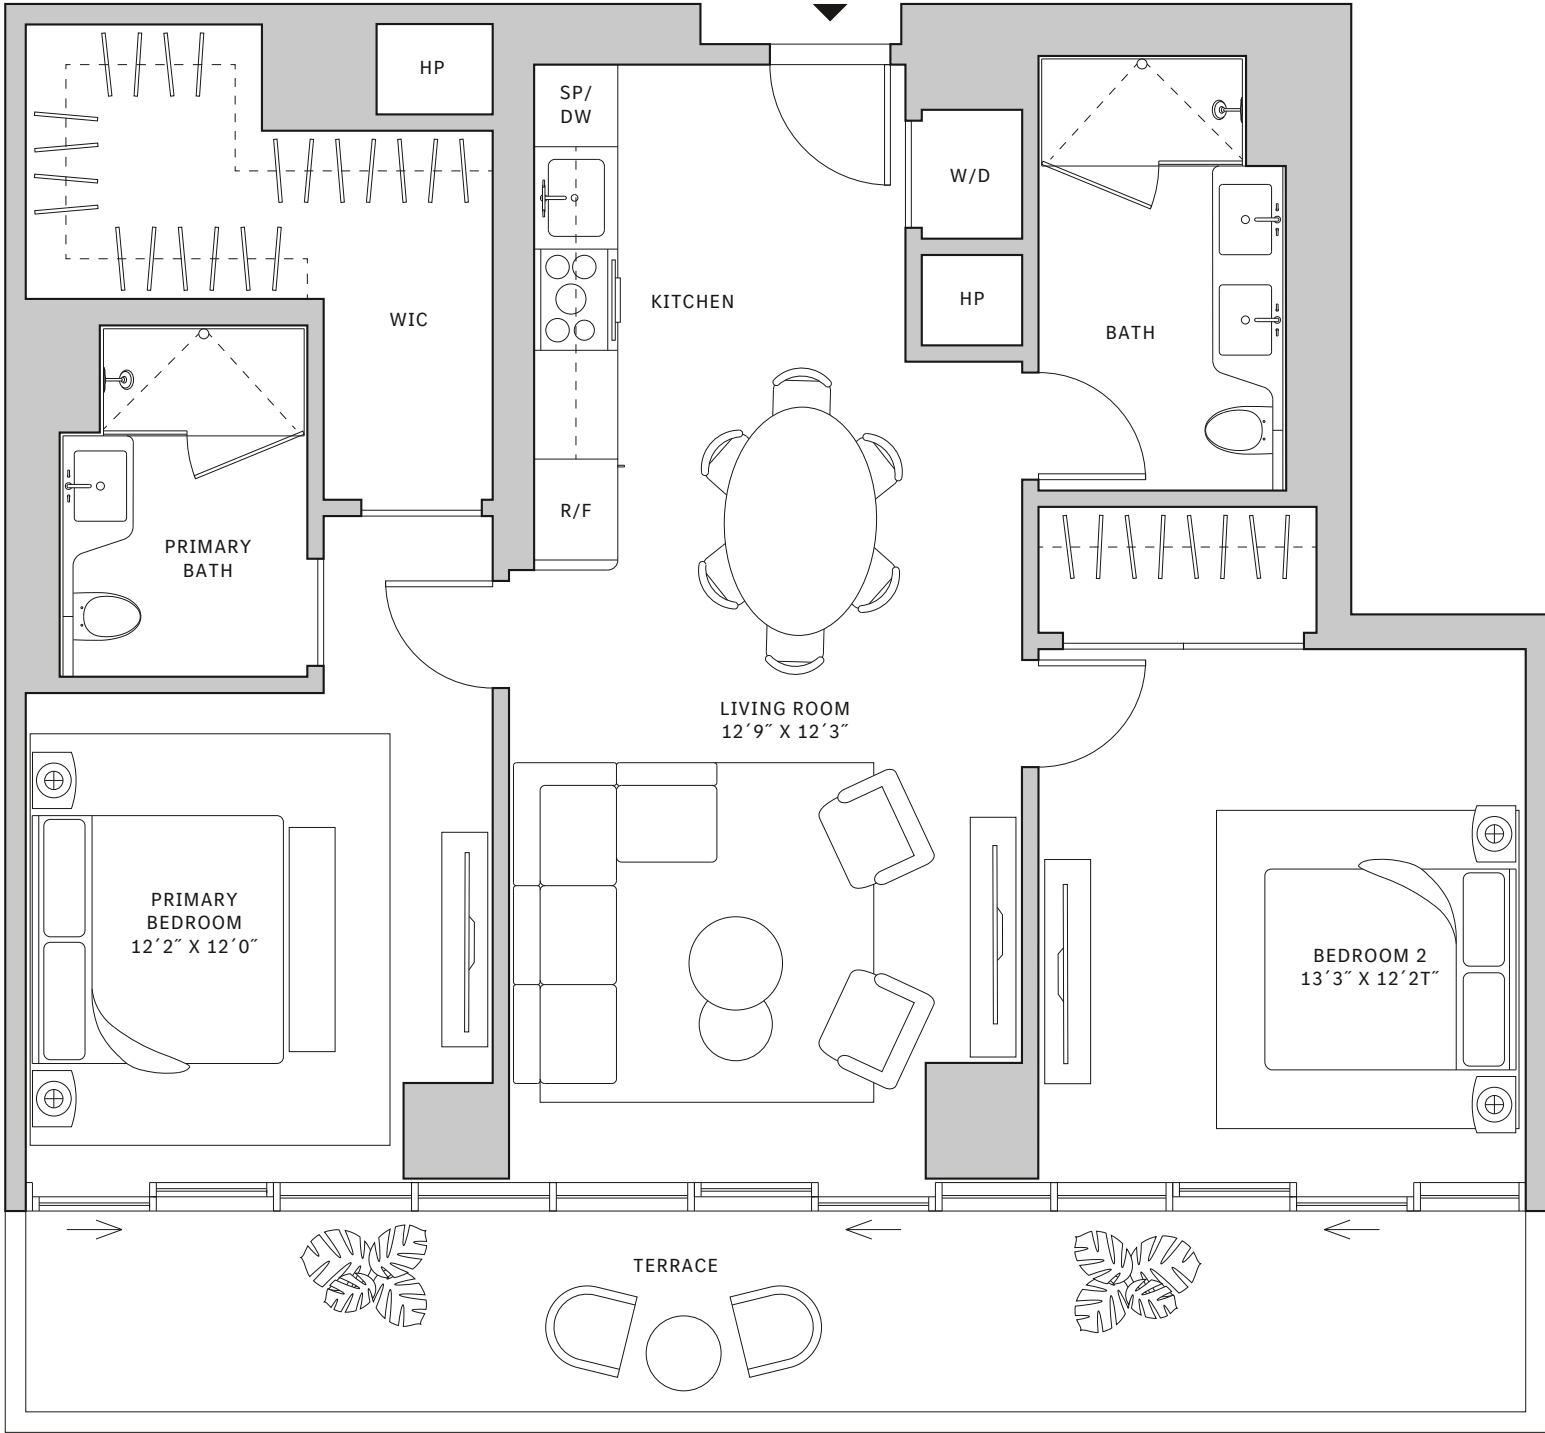 HP
SP/
DW
W/D
KITCHEN
HP
WIC
BATH
R/F
PRIMARY
BATH
LIVING ROOM
12´9˝ X 12´3˝
PRIMARY
BEDROOM
12´2˝ X 12´0˝
BEDROOM 2
13´3˝ X 12´2T˝
TERRACE